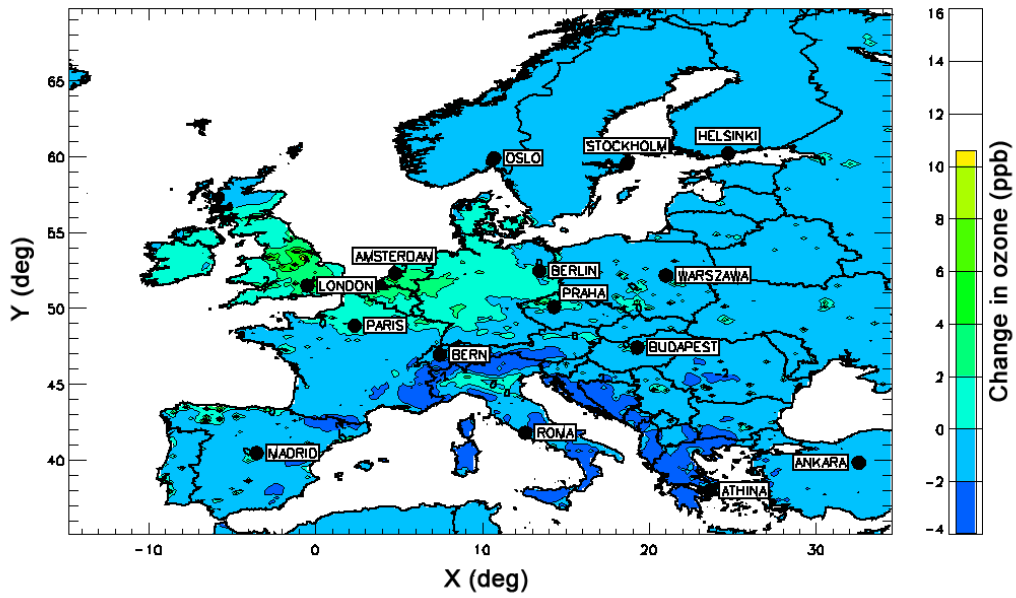 16
14
12
10
8
6
4
2
0
-2
-4
Change in ozone (ppb)
65
60
55
50
45
40
Y (deg)
HELSINKI
STOCKHOLM
OSLO
AMSTERDAM
BERLIN
WARSZAWA
LONDON
PRAHA
PARIS
BUDAPEST
BERN
ROMA
MADRID
ANKARA
ATHINA
-10
0
10
20
30
X (deg)